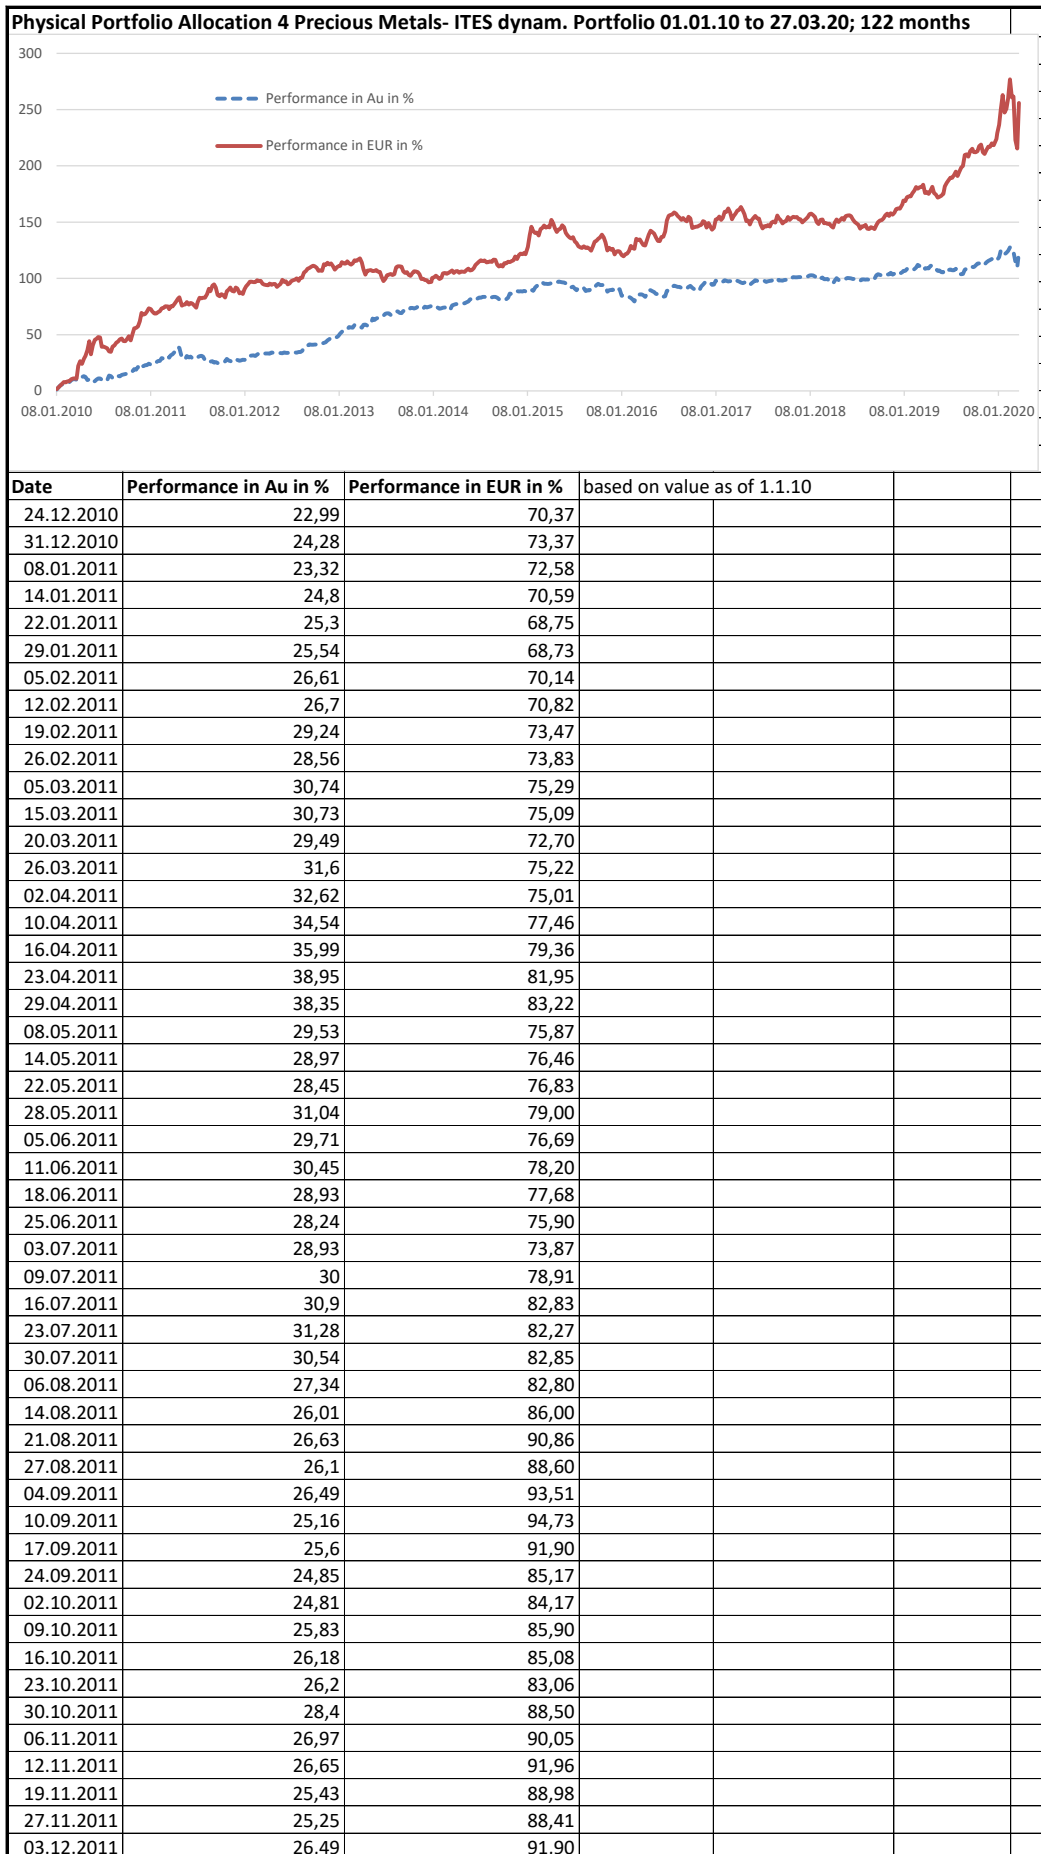 Physical Portfolio Allocation 4 Precious Metals- ITES dynam. Portfolio 01.01.10 to 27.03.20; 122 months
300
250
200
150
100
50
0
Performance in Au in %
Performance in EUR in %
08.01.2010 08.01.2011 08.01.2012 08.01.2013 08.01.2014 08.01.2015 08.01.2016 08.01.2017 08.01.2018 08.01.2019 08.01.2020
Date Performance in Au in % Performance in EUR in % based on value as of 1.1.10
24.12.2010 22,99 70,37
31.12.2010 24,28 73,37
08.01.2011 23,32 72,58
14.01.2011 24,8 70,59
22.01.2011 25,3 68,75
29.01.2011 25,54 68,73
05.02.2011 26,61 70,14
12.02.2011 26,7 70,82
19.02.2011 29,24 73,47
26.02.2011 28,56 73,83
05.03.2011 30,74 75,29
15.03.2011 30,73 75,09
20.03.2011 29,49 72,70
26.03.2011 31,6 75,22
02.04.2011 32,62 75,01
10.04.2011 34,54 77,46
16.04.2011 35,99 79,36
23.04.2011 38,95 81,95
29.04.2011 38,35 83,22
08.05.2011 29,53 75,87
14.05.2011 28,97 76,46
22.05.2011 28,45 76,83
28.05.2011 31,04 79,00
05.06.2011 29,71 76,69
11.06.2011 30,45 78,20
18.06.2011 28,93 77,68
25.06.2011 28,24 75,90
03.07.2011 28,93 73,87
09.07.2011 30 78,91
16.07.2011 30,9 82,83
23.07.2011 31,28 82,27
30.07.2011 30,54 82,85
06.08.2011 27,34 82,80
14.08.2011 26,01 86,00
21.08.2011 26,63 90,86
27.08.2011 26,1 88,60
04.09.2011 26,49 93,51
10.09.2011 25,16 94,73
17.09.2011 25,6 91,90
24.09.2011 24,85 85,17
02.10.2011 24,81 84,17
09.10.2011 25,83 85,90
16.10.2011 26,18 85,08
23.10.2011 26,2 83,06
30.10.2011 28,4 88,50
06.11.2011 26,97 90,05
12.11.2011 26,65 91,96
19.11.2011 25,43 88,98
27.11.2011 25,25 88,41
03.12.2011 26,49 91,90